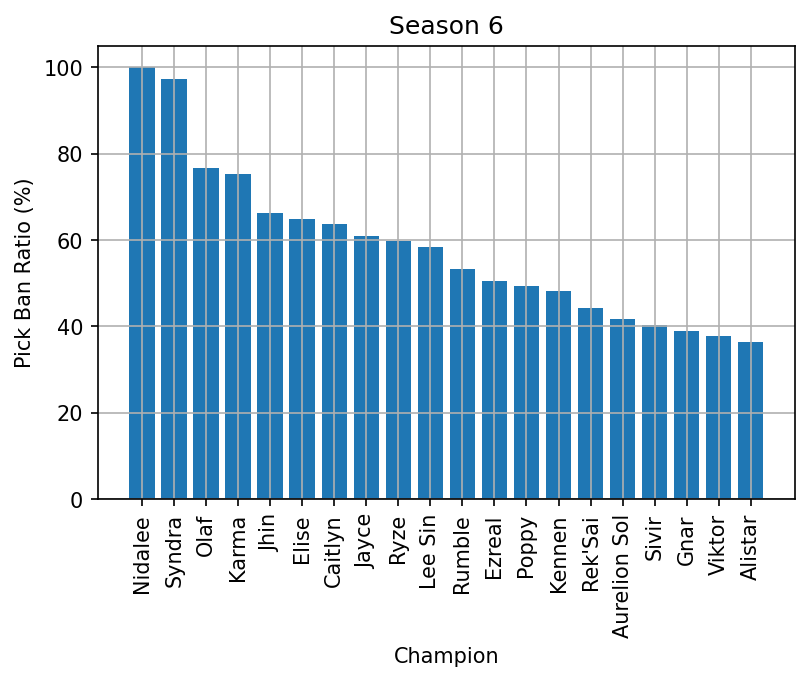 Season 6
Pick Ban Ratio (%)
100
80
60
40
20
0
Nidalee
Syndra
Olaf
Karma
Jhin
Elise
Caitlyn
Jayce
Ryze
Lee Sin
Rumble
Ezreal
Poppy
Kennen
Rek'Sai
Aurelion Sol
Sivir
Gnar
Viktor
Alistar
Champion